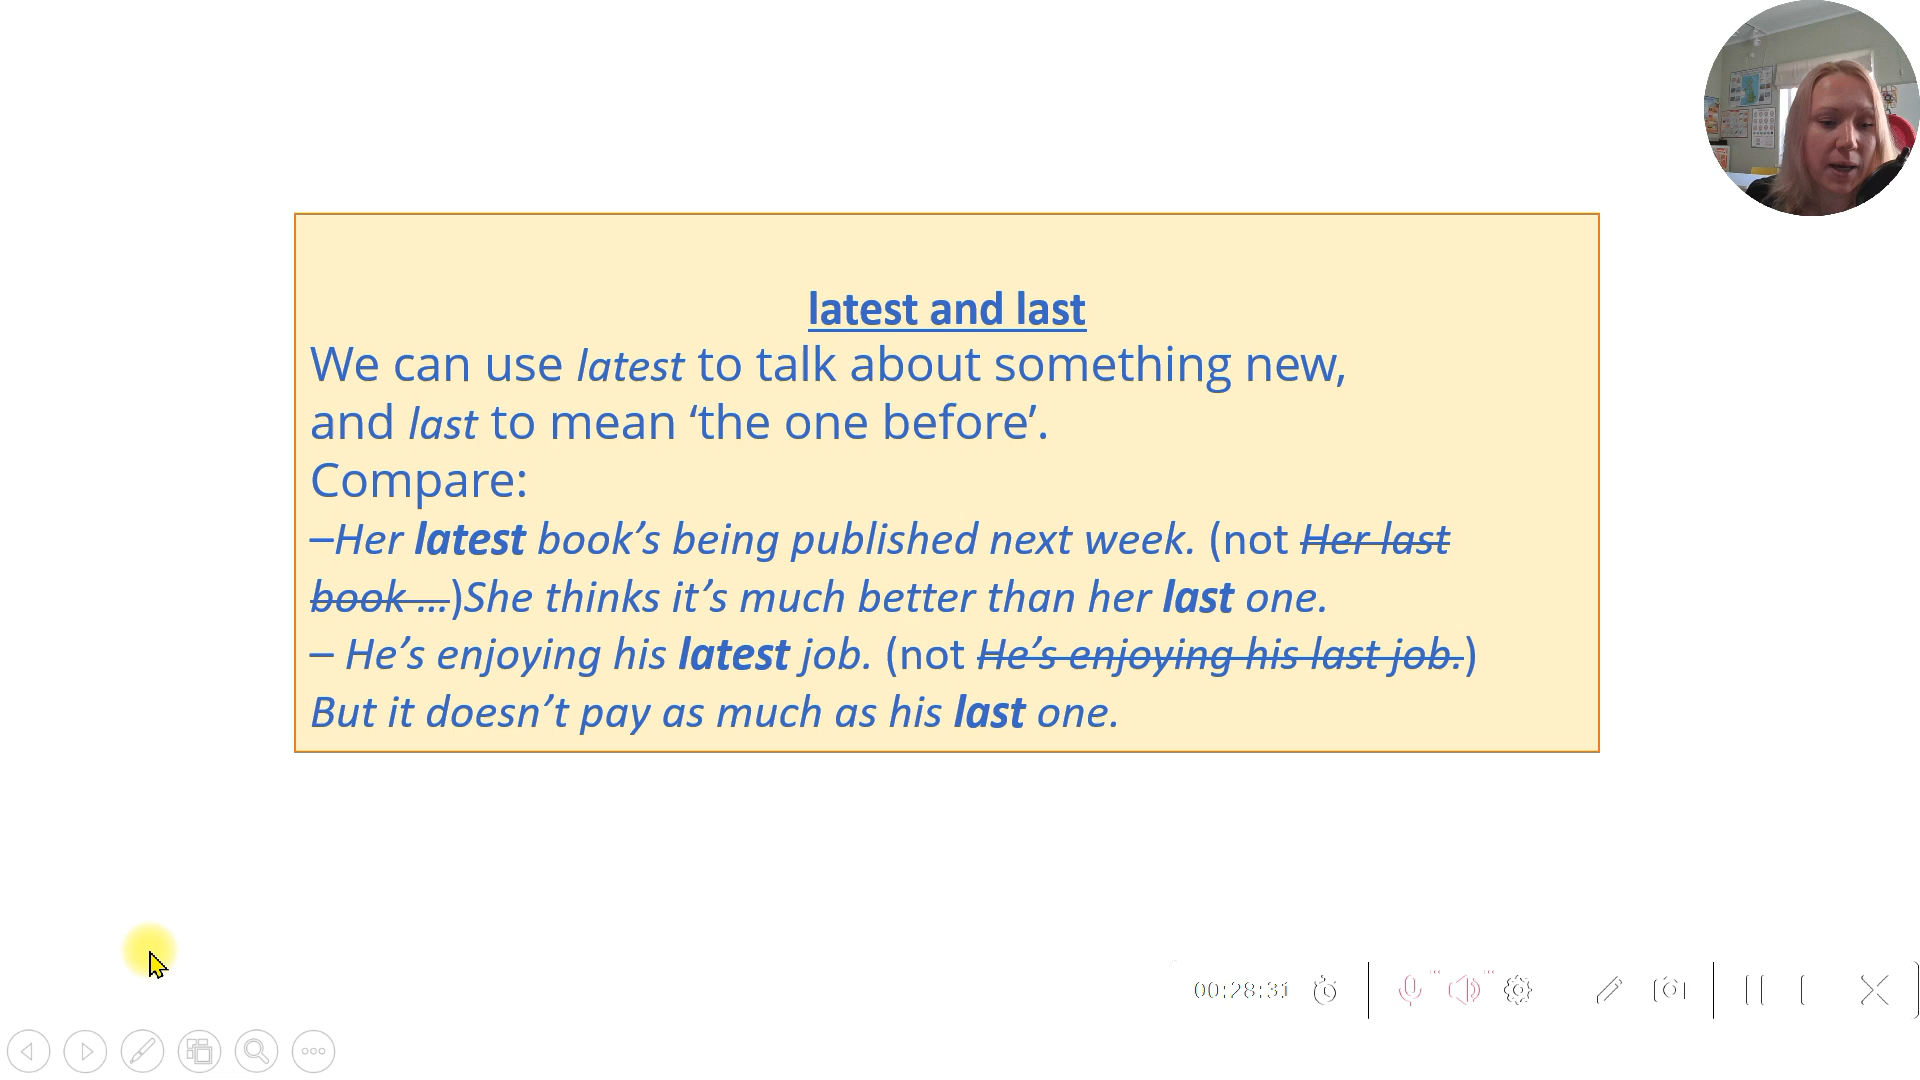 latest and last
We can use latest to talk about something new,
and last to mean ‘the one before’.
Compare:
–Her latest book’s being published next week. (not Her last
book …)She thinks it’s much better than her last one.
– He’s enjoying his latest job. (not He’s enjoying his last job.)
But it doesn’t pay as much as his last one.
00:28:31